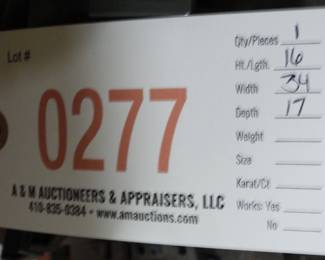 Lot #
0277
A & M AUCTIONEERS & APPRAISERS, LLC
410-835-0384 • www.amauctions.com
Qty/Pieces 1
Ht./Lgth. 16
Width 34
Depth 17
Weight
Size
Karat/Ct
Works: Yes
No